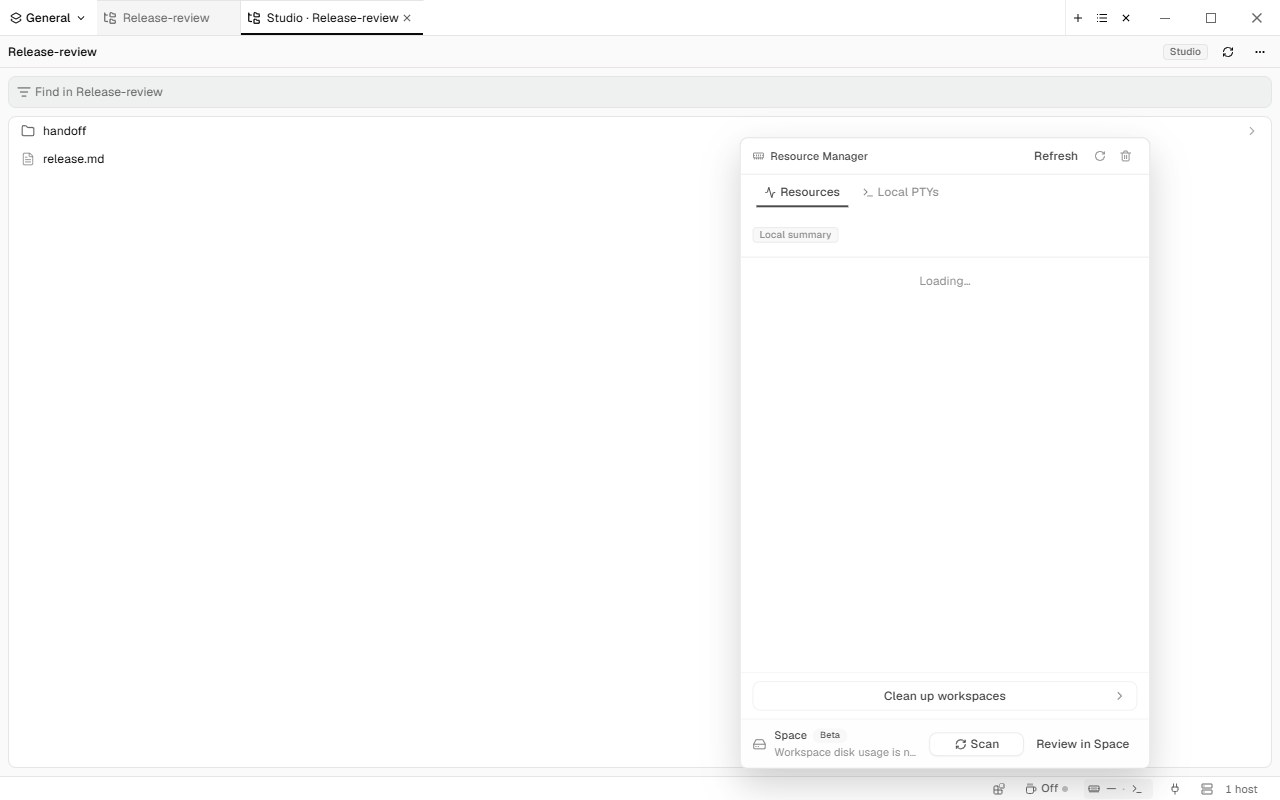 General
Release-review
Studio · Release-review
Release-review
Studio
Find in Release-review
handoff
release.md
Resource Manager
Refresh
Resources
Local PTYs
Local summary
Loading…
Clean up workspaces
Space
Beta
Workspace disk usage is n…
Scan
Review in Space
Off
1 host